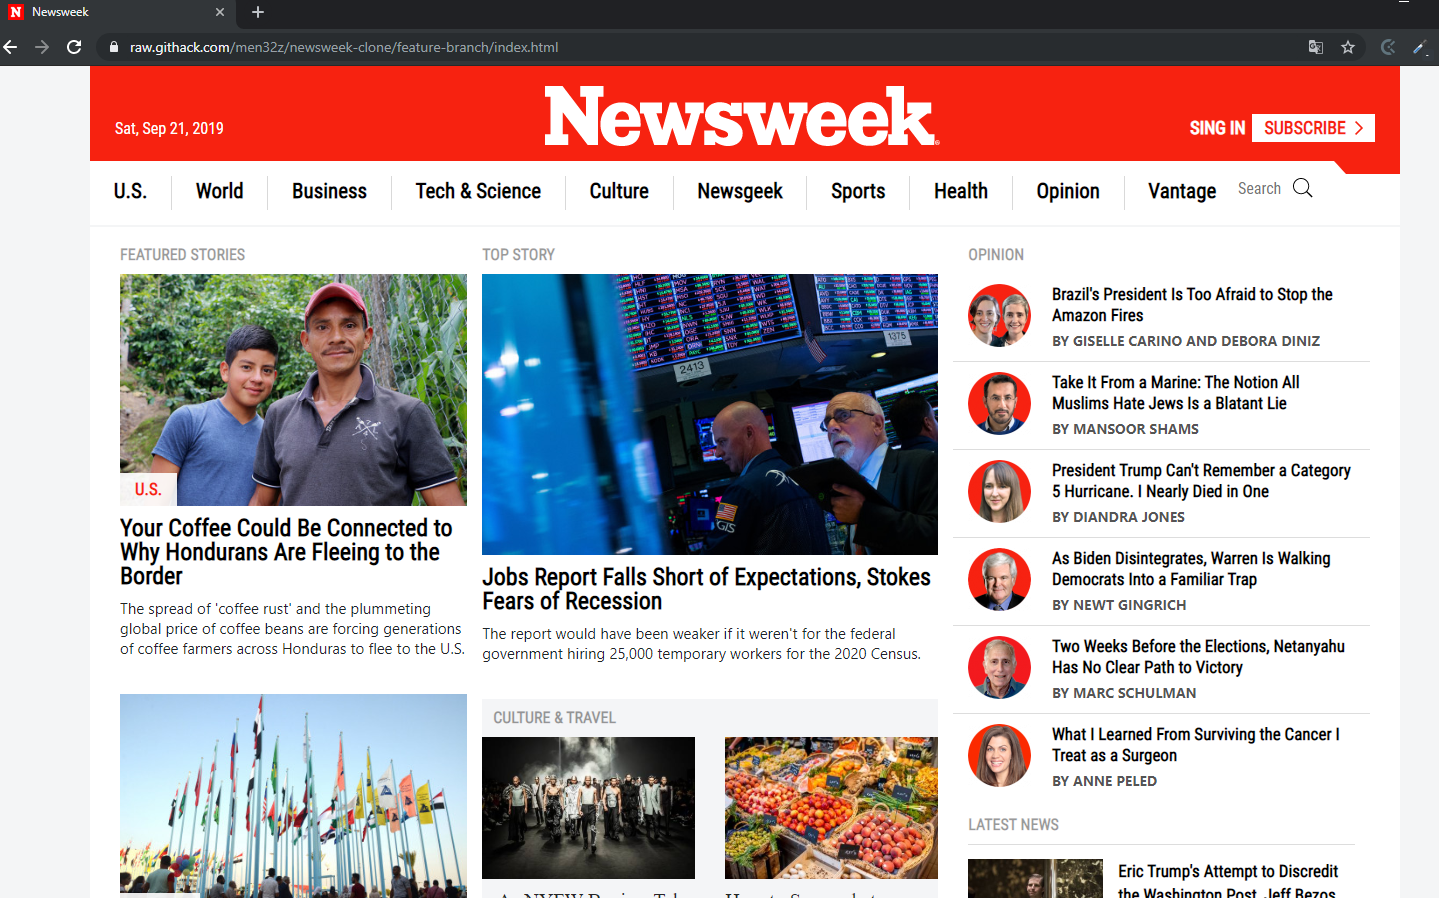 Newsweek
raw.githack.com/men32z/newsweek-clone/feature-branch/index.html
Sat, Sep 21, 2019
Newsweek
SING IN
SUBSCRIBE
U.S.
World
Business
Tech & Science
Culture
Newsgeek
Sports
Health
Opinion
Vantage
Search
FEATURED STORIES
U.S.
Your Coffee Could Be Connected to
Why Hondurans Are Fleeing to the
Border
The spread of 'coffee rust' and the plummeting
global price of coffee beans are forcing generations
of coffee farmers across Honduras to flee to the U.S.
TOP STORY
2413
1375
Jobs Report Falls Short of Expectations, Stokes
Fears of Recession
The report would have been weaker if it weren't for the federal
government hiring 25,000 temporary workers for the 2020 Census.
CULTURE & TRAVEL
OPINION
Brazil's President Is Too Afraid to Stop the
Amazon Fires
BY GISELLE CARINO AND DEBORA DINIZ
Take It From a Marine: The Notion All
Muslims Hate Jews Is a Blatant Lie
BY MANSOOR SHAMS
President Trump Can't Remember a Category
5 Hurricane. I Nearly Died in One
BY DIANDRA JONES
As Biden Disintegrates, Warren Is Walking
Democrats Into a Familiar Trap
BY NEWT GINGRICH
Two Weeks Before the Elections, Netanyahu
Has No Clear Path to Victory
BY MARC SCHULMAN
What I Learned From Surviving the Cancer I
Treat as a Surgeon
BY ANNE PELED
LATEST NEWS
Eric Trump's Attempt to Discredit
the Washington Post, Jeff Bezos